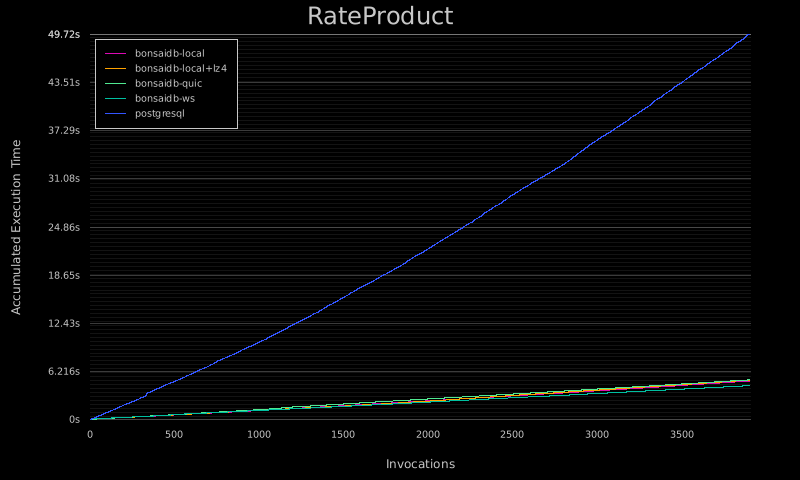 RateProduct
49.72s
bonsaidb-local
bonsaidb-local+lz4
bonsaidb-quic
bonsaidb-ws
postgresql
43.51s
37.29s
31.08s
24.86s
18.65s
12.43s
6.216s
0s
Accumulated Execution Time
0 500 1000 1500 2000 2500 3000 3500
Invocations